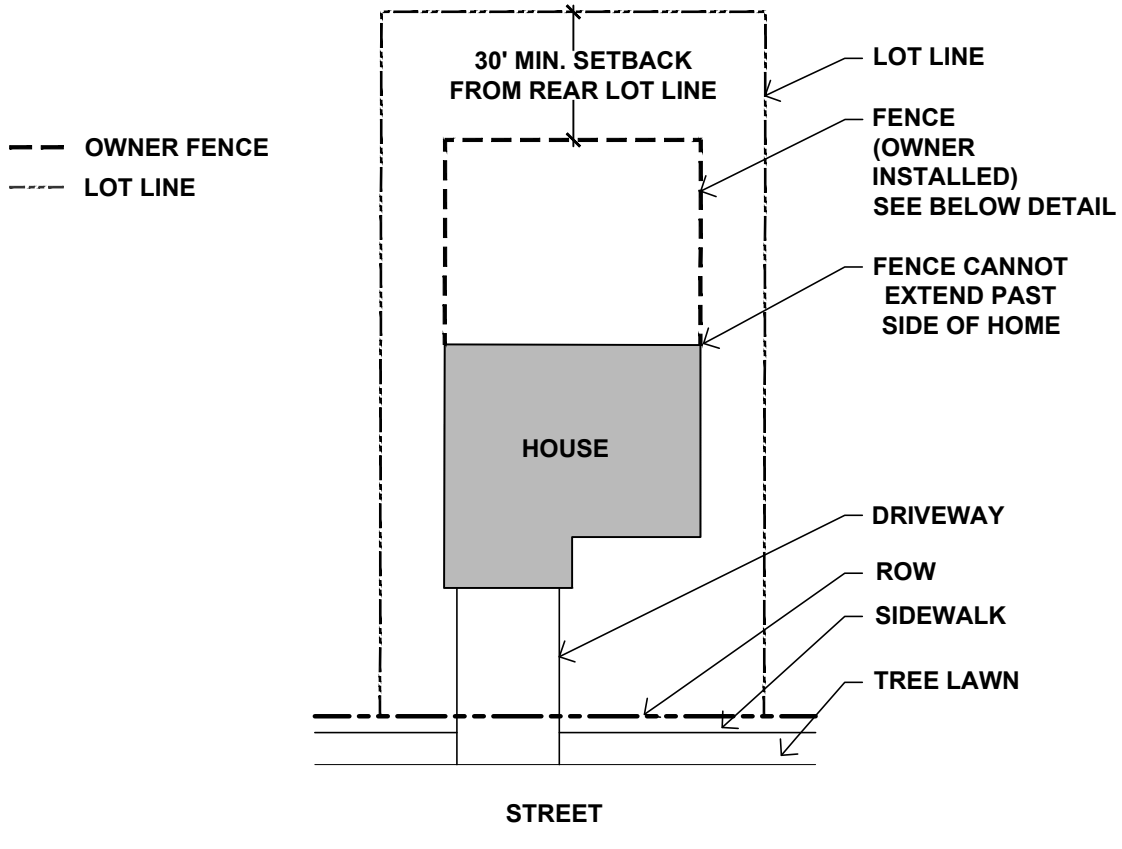 30' MIN. SETBACK
FROM REAR LOT LINE
OWNER FENCE
LOT LINE
LOT LINE
FENCE
(OWNER
INSTALLED)
SEE BELOW DETAIL
FENCE CANNOT
EXTEND PAST
SIDE OF HOME
HOUSE
DRIVEWAY
ROW
SIDEWALK
TREE LAWN
STREET